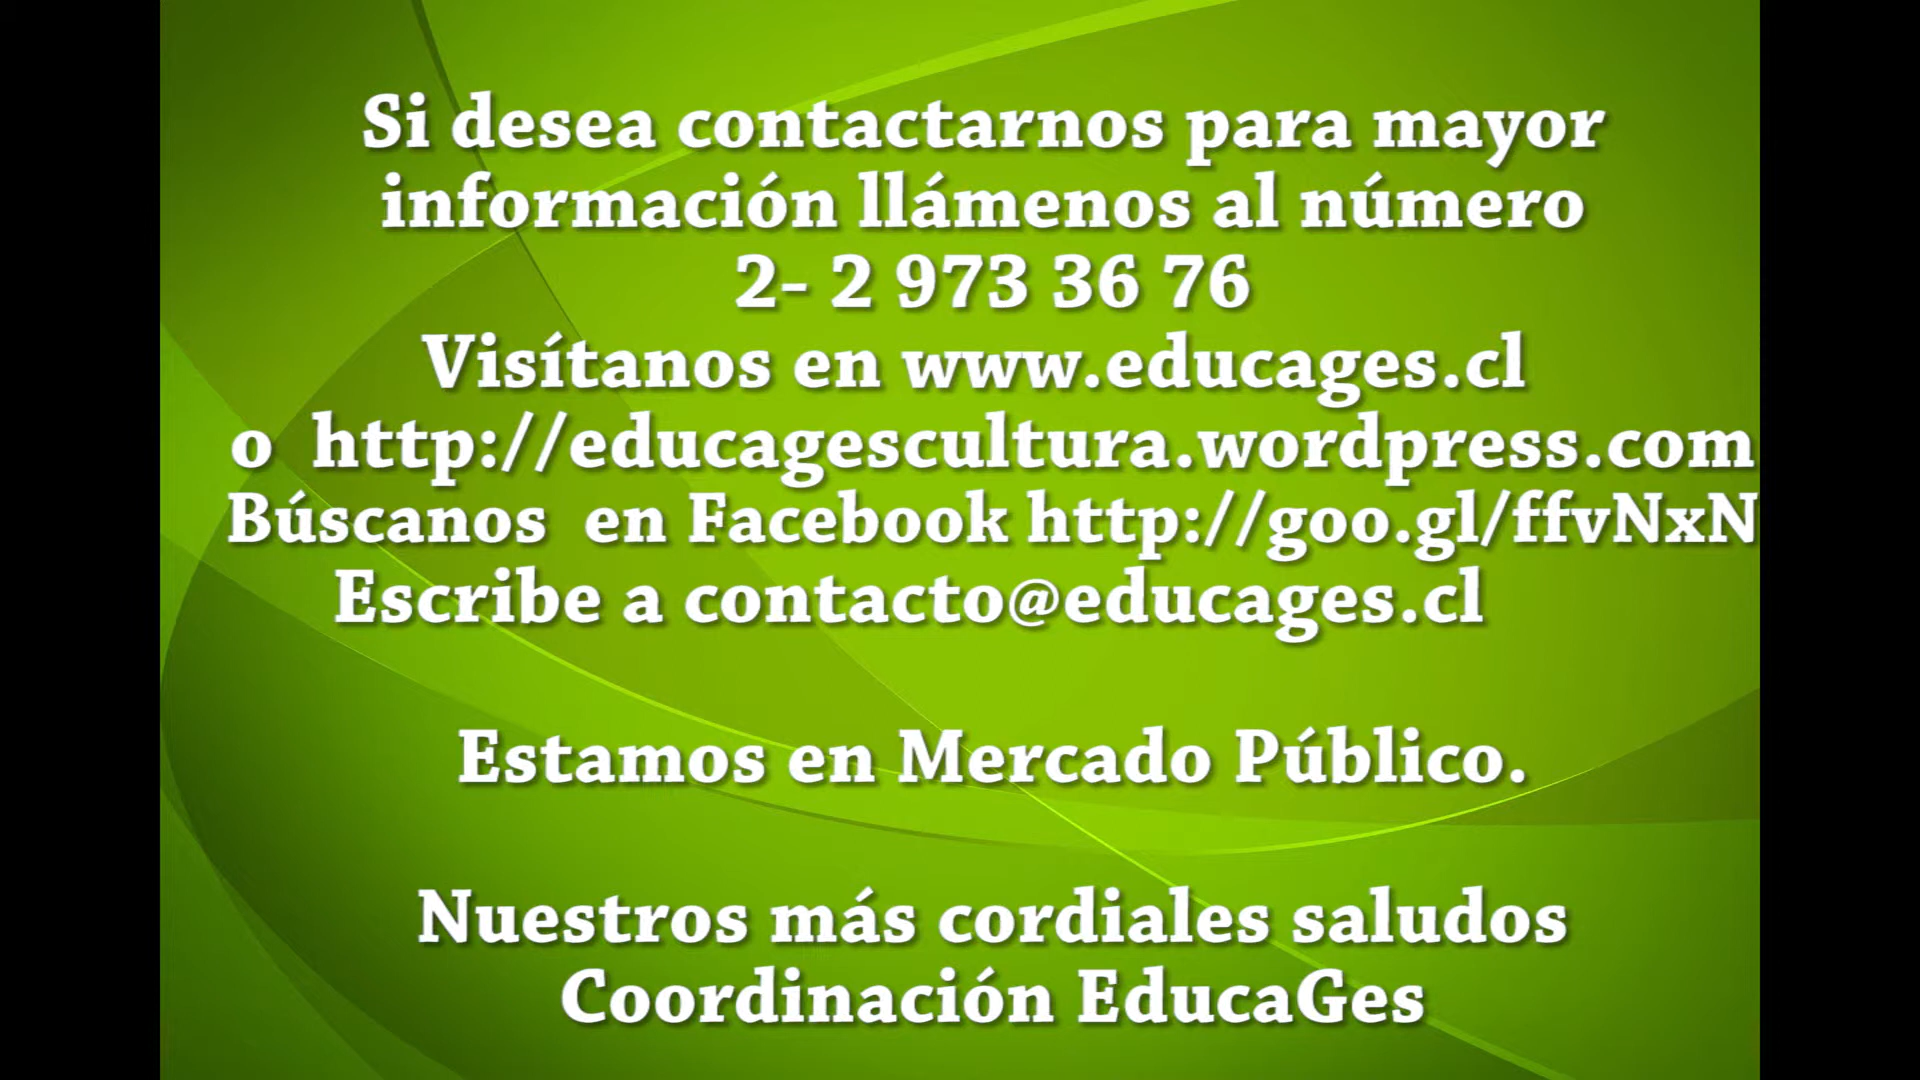 Si desea contactarnos para mayor
información llámenos al número
2- 2 973 36 76
Visítanos en www.educages.cl
o http://educagescultura.wordpress.com
Búscanos en Facebook http://goo.gl/ffvNxN
Escribe a contacto@educages.cl
Estamos en Mercado Público.
Nuestros más cordiales saludos
Coordinación EducaGes